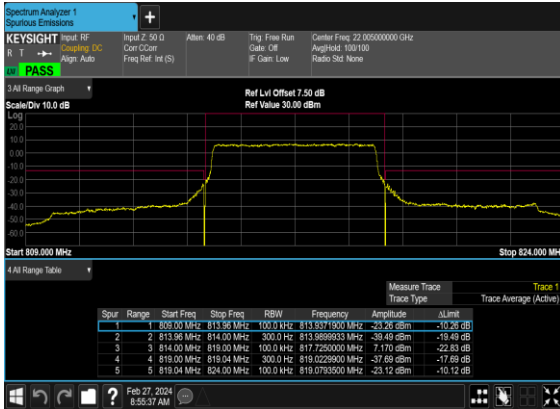 Spectrum Analyzer 1
Spurious Emissions
+
KEYSIGHT
R T
PASS
Input: RF
Coupling: DC
Align: Auto
Input Z: 50 Ω
Corr CCorr
Freq Ref: Int (S)
Atten: 40 dB
Trig: Free Run
Gate: Off
IF Gain: Low
Center Freq: 22.005000000 GHz
Avg|Hold: 100/100
Radio Std: None
3 All Range Graph
Scale/Div 10.0 dB
Ref Lvl Offset 7.50 dB
Ref Value 30.00 dBm
Log
20.0
10.0
0.00
-10.0
-20.0
-30.0
-40.0
-50.0
-60.0
Start 809.000 MHz
Stop 824.000 MH
4 All Range Table
Measure Trace Trace 1
Trace Type Trace Average (Active)
Spur Range Start Freq Stop Freq RBW Frequency Amplitude ΔLimit
1 1 809.00 MHz 813.96 MHz 100.0 kHz 813.9371900 MHz -23.26 dBm -10.26 dB
2 2 813.96 MHz 814.00 MHz 300.0 Hz 813.9899933 MHz -39.49 dBm -19.49 dB
3 3 814.00 MHz 819.00 MHz 100.0 kHz 817.7250000 MHz 7.170 dBm -22.83 dB
4 4 819.00 MHz 819.04 MHz 300.0 Hz 819.0229900 MHz -37.69 dBm -17.69 dB
5 5 819.04 MHz 824.00 MHz 100.0 kHz 819.0793500 MHz -23.12 dBm -10.12 dB
?
Feb 27, 2024
8:55:37 AM